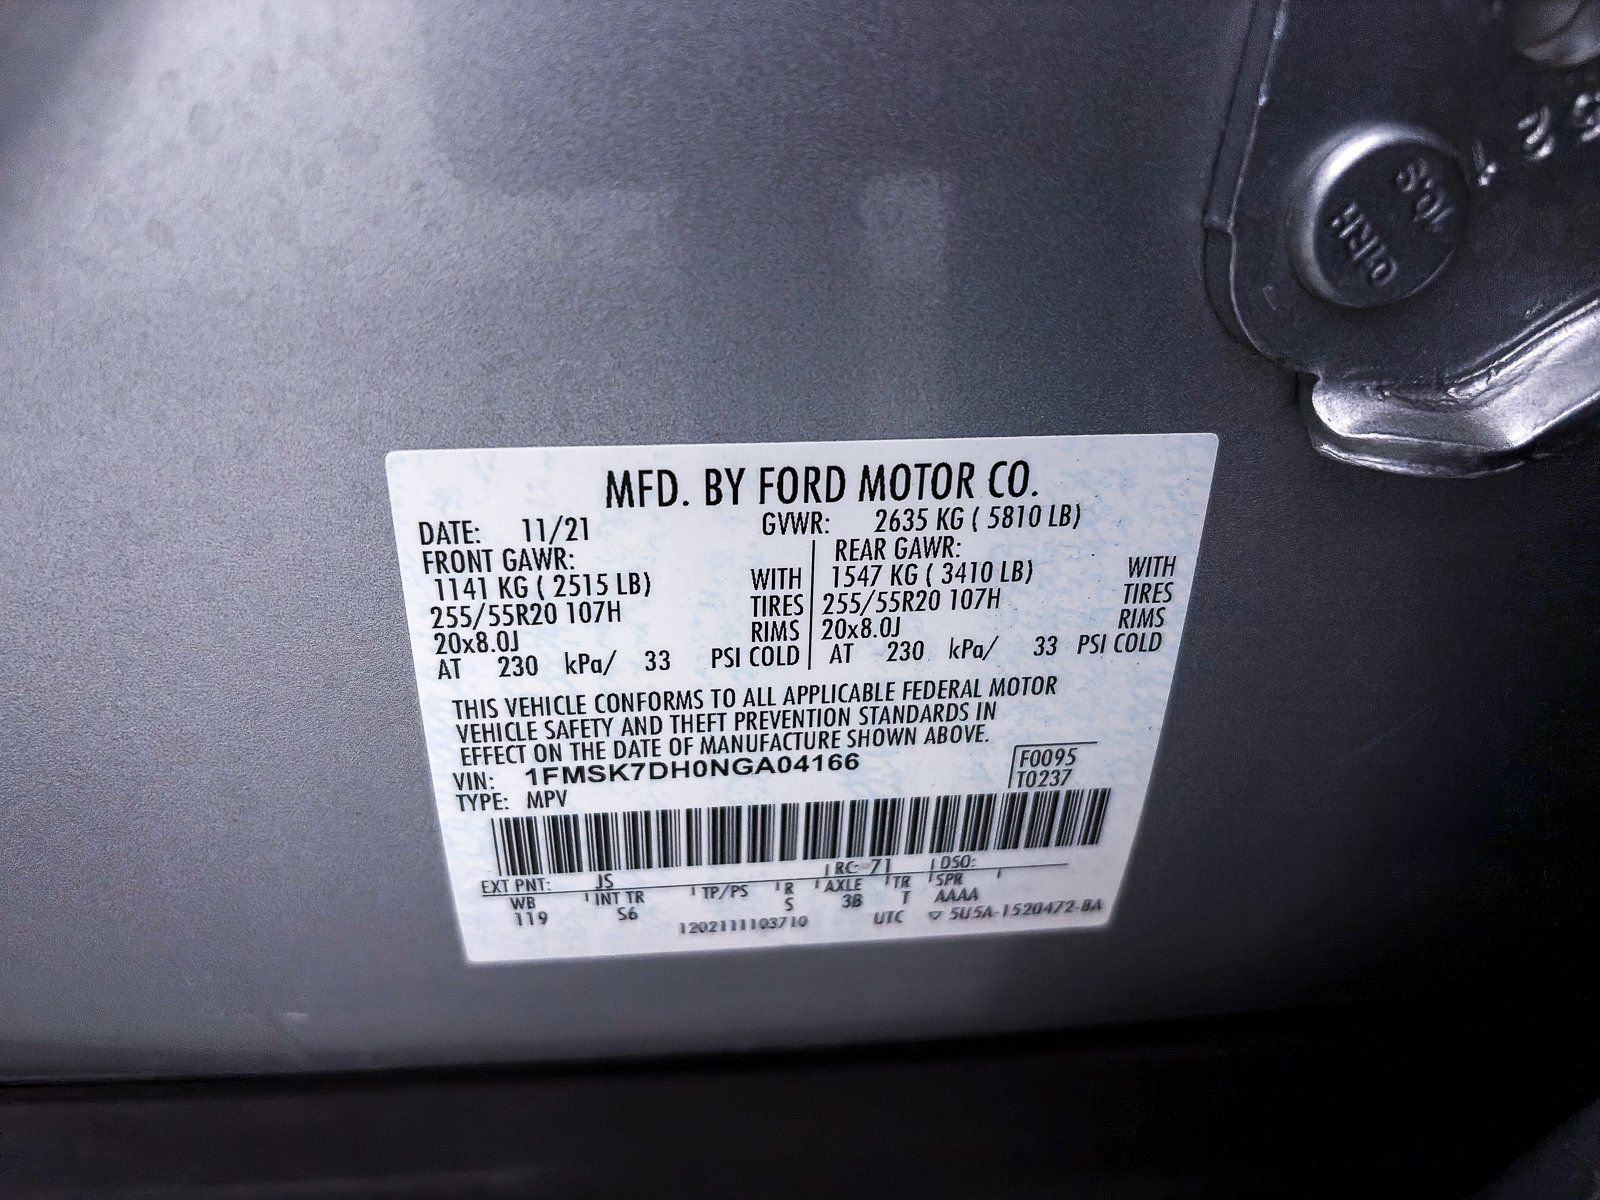 MFD. BY FORD MOTOR CO.
DATE: 11/21 GVWR: 2635 KG ( 5810 LB)
FRONT GAWR: REAR GAWR:
1141 KG ( 2515 LB) WITH 1547 KG ( 3410 LB) WITH
255/55R20 107H TIRES 255/55R20 107H TIRES
20x8.0J RIMS 20x8.0J RIMS
AT 230 kPa/ 33 PSI COLD AT 230 kPa/ 33 PSI COLD
THIS VEHICLE CONFORMS TO ALL APPLICABLE FEDERAL MOTOR
VEHICLE SAFETY AND THEFT PREVENTION STANDARDS IN
EFFECT ON THE DATE OF MANUFACTURE SHOWN ABOVE.
VIN: 1FMSK7DH0NGA04166 F0095
TYPE: MPV T0237
EXT PNT: JS RC: 71 DSO:
WB INT TR TP/PS R AXLE TR SPR
119 S6 S 3B T AAAA
1202111103710 UTC 5U5A-1520472-8A
10.S